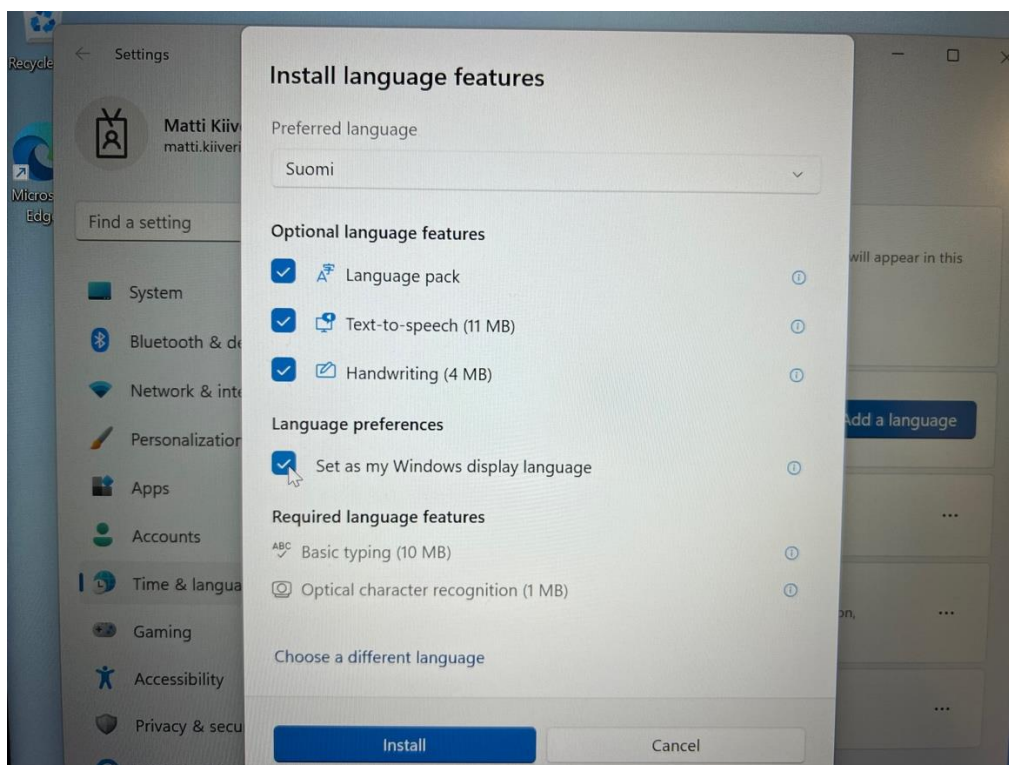 Recycle
Micros
Edge
Settings
Matti Kiiv
matti.kiiveri
Find a setting
System
Bluetooth & de
Network & inte
Personalization
Apps
Accounts
Time & langua
Gaming
Accessibility
Privacy & secu
Install language features
Preferred language
Suomi
Optional language features
Language pack
Text-to-speech (11 MB)
Handwriting (4 MB)
Language preferences
Set as my Windows display language
Required language features
ABC Basic typing (10 MB)
Optical character recognition (1 MB)
Choose a different language
Install Cancel
will appear in this
Add a language
on,